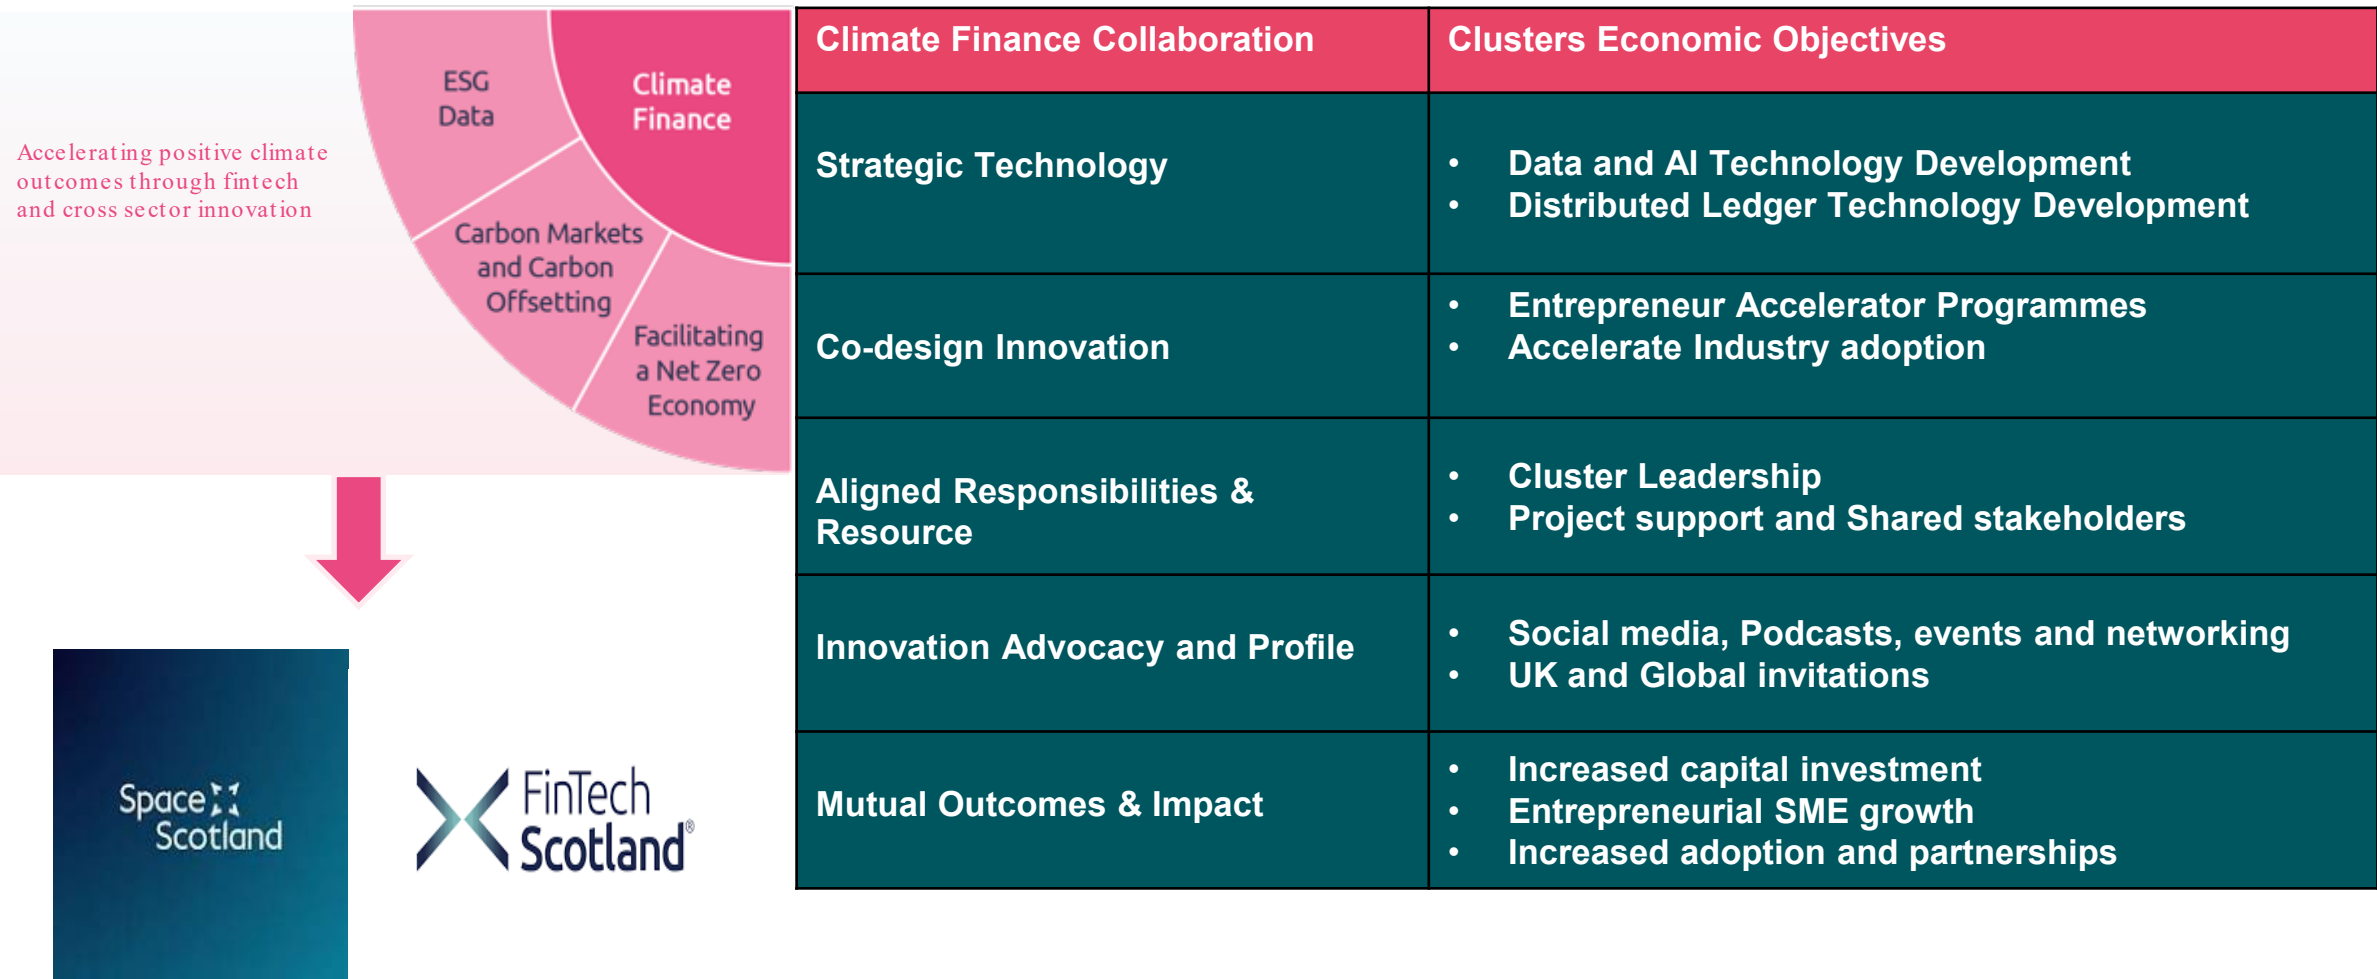 Accelerating positive climate
outcomes through fintech
and cross sector innovation
ESG
Data
Climate
Finance
Carbon Markets
and Carbon
Offsetting
Facilitating
a Net Zero
Economy
Space
Scotland
FinTech
Scotland®
Climate Finance Collaboration
Clusters Economic Objectives
Strategic Technology
• Data and AI Technology Development
• Distributed Ledger Technology Development
Co-design Innovation
• Entrepreneur Accelerator Programmes
• Accelerate Industry adoption
Aligned Responsibilities &
Resource
• Cluster Leadership
• Project support and Shared stakeholders
Innovation Advocacy and Profile
• Social media, Podcasts, events and networking
• UK and Global invitations
Mutual Outcomes & Impact
• Increased capital investment
• Entrepreneurial SME growth
• Increased adoption and partnerships